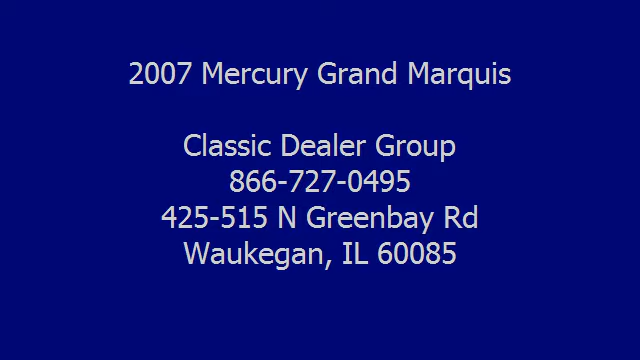 2007 Mercury Grand Marquis
Classic Dealer Group
866-727-0495
425-515 N Greenbay Rd
Waukegan, IL 60085